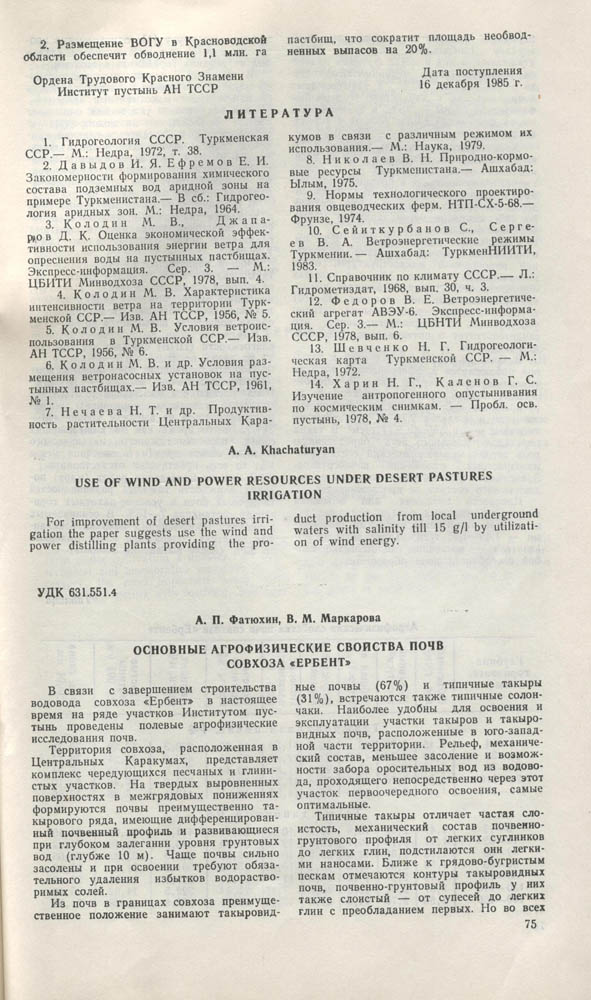 2. Размещение ВОГУ в Красноводской
области обеспечит обводнение 1,1 млн. га
пастбищ, что сократит площадь необвод-
ненных выпасов на 20%.
Ордена Трудового Красного Знамени
Институт пустынь АН ТССР
Дата поступления
16 декабря 1985 г.
ЛИТЕРАТУРА
1. Гидрогеология СССР. Туркменская
ССР.— М.: Недра, 1972, т. 38.
2. Давыдов И. Я. Ефремов Е. И.
Закономерности формирования химического
состава подземных вод аридной зоны на
примере Туркменистана.— В сб.: Гидрогео-
логия аридных зон. М.: Недра, 1964.
3. Колодин М. В., Джапа-
ров Д. К. Оценка экономической эффек-
тивности использования энергии ветра для
опреснения воды на пустынных пастбищах.
Экспресс-информация. Сер. 3. — М.:
ЦБНТИ Минводхоза СССР, 1978, вып. 4.
4. Колодин М. В. Характеристика
интенсивности ветра на территории Турк-
менской ССР.— Изв. АН ТССР, 1956, № 5.
5. Колодин М. В. Условия ветроис-
пользования в Туркменской ССР.— Изв.
АН ТССР, 1956, № 6.
6. Колодин М. В. и др. Условия раз-
мещения ветронасосных установок на пус-
тынных пастбищах.— Изв. АН ТССР, 1961,
№ 1.
7. Нечаева Н. Т. и др. Продуктив-
ность растительности Центральных Кара-
кумов в связи с различным режимом их
использования.— М.: Наука, 1979.
8. Николаев В. Н. Природно-кормо-
вые ресурсы Туркменистана.— Ашхабад:
Ылым, 1975.
9. Нормы технологического проектиро-
вания овцеводческих ферм. НТП-СХ-5-68.—
Фрунзе, 1974.
10. Сейиткурбанов С., Серге-
ев В. А. Ветроэнергетические режимы
Туркмении. — Ашхабад: ТуркменНИИТИ,
1983.
11. Справочник по климату СССР.— Л.:
Гидрометиздат, 1968, вып. 30, ч. 3.
12. Федоров В. Е. Ветроэнергетиче-
ский агрегат АВЭУ-6. Экспресс-информа-
ция. Сер. 3.— М.: ЦБНТИ Минводхоза
СССР, 1978, вып. 6.
13. Шевченко Н. Г. Гидрогеологи-
ческая карта Туркменской ССР. — М.:
Недра, 1972.
14. Харин Н. Г., Каленов Г. С.
Изучение антропогенного опустынивания
по космическим снимкам. — Пробл. осв.
пустынь, 1978, № 4.
A. A. Khachaturyan
USE OF WIND AND POWER RESOURCES UNDER DESERT PASTURES
IRRIGATION
For improvement of desert pastures irri-
gation the paper suggests use the wind and
power distilling plants providing the pro-
duct production from local underground
waters with salinity till 15 g/l by utilizati-
on of wind energy.
УДК 631.551.4
А. П. Фатюхин, В. М. Маркарова
ОСНОВНЫЕ АГРОФИЗИЧЕСКИЕ СВОЙСТВА ПОЧВ
СОВХОЗА «ЕРБЕНТ»
В связи с завершением строительства
водовода совхоза «Ербент» в настоящее
время на ряде участков Институтом пус-
тынь проведены полевые агрофизические
исследования почв.
Территория совхоза, расположенная в
Центральных Каракумах, представляет
комплекс чередующихся песчаных и глини-
стых участков. На твердых выровненных
поверхностях в межгрядовых понижениях
формируются почвы преимущественно та-
кырового ряда, имеющие дифференцирован-
ный почвенный профиль и развивающиеся
при глубоком залегании уровня грунтовых
вод (глубже 10 м). Чаще почвы сильно
засолены и при освоении требуют обяза-
тельного удаления избытков водораство-
римых солей.
Из почв в границах совхоза преимуще-
ственное положение занимают такыровид-
ные почвы (67%) и типичные такыры
(31%), встречаются также типичные солон-
чаки. Наиболее удобны для освоения и
эксплуатации участки такыров и такыро-
видных почв, расположенные в юго-запад-
ной части территории. Рельеф, механиче-
ский состав, меньшее засоление и возмож-
ности забора оросительных вод из водово-
да, проходящего непосредственно через этот
участок первоочередного освоения, самые
оптимальные.
Типичные такыры отличает частая сло-
истость, механический состав почвенно-
грунтового профиля от легких суглинков
до легких глин, подстилаются они легки-
ми наносами. Ближе к грядово-бугристым
пескам отмечаются контуры такыровидных
почв, почвенно-грунтовый профиль у них
также слоистый — от супесей до легких
глин с преобладанием первых. Но во всех
75